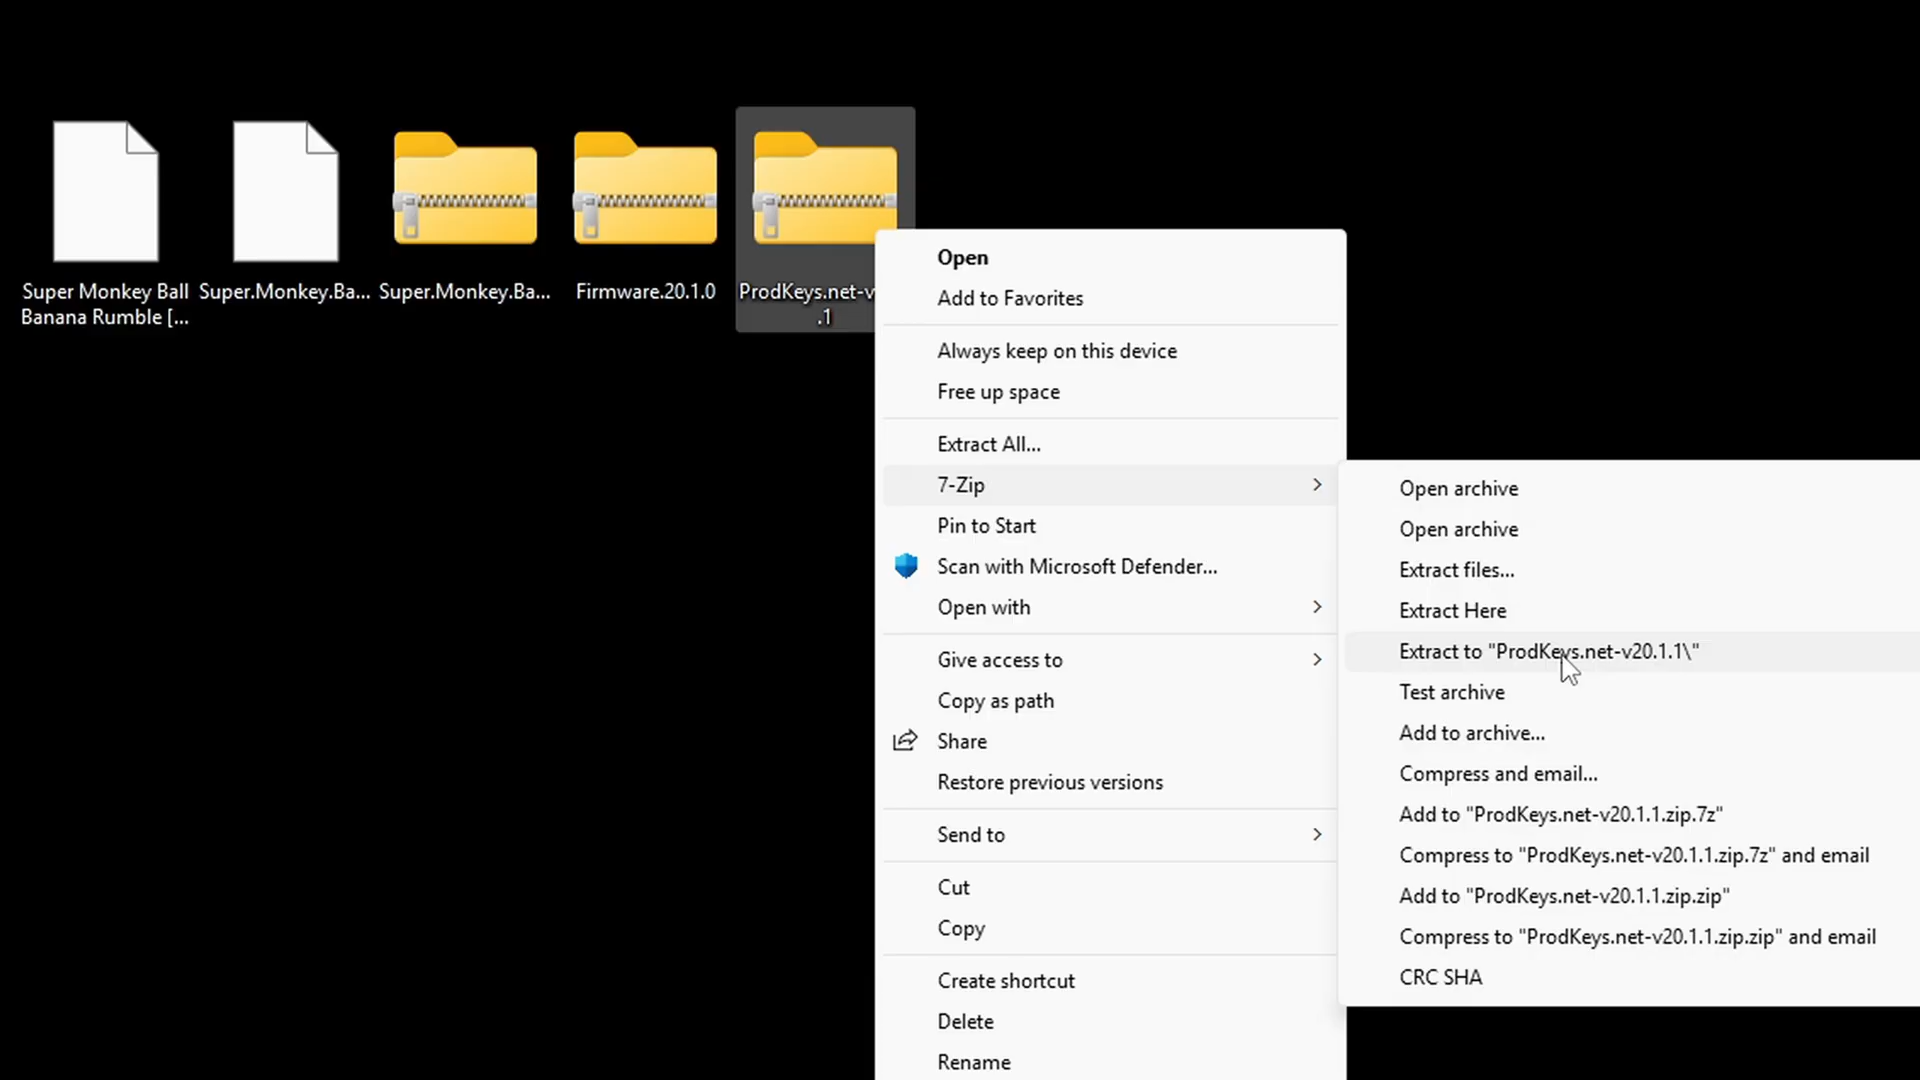 Super Monkey Ball
Banana Rumble [...
Super.Monkey.Ba...
Super.Monkey.Ba...
Firmware.20.1.0
ProdKeys.net-v
.1
Open
Add to Favorites
Always keep on this device
Free up space
Extract All...
7-Zip
Pin to Start
Scan with Microsoft Defender...
Open with
Give access to
Copy as path
Share
Restore previous versions
Send to
Cut
Copy
Create shortcut
Delete
Rename
Open archive
Open archive
Extract files...
Extract Here
Extract to "ProdKeys.net-v20.1.1\"
Test archive
Add to archive...
Compress and email...
Add to "ProdKeys.net-v20.1.1.zip.7z"
Compress to "ProdKeys.net-v20.1.1.zip.7z" and email
Add to "ProdKeys.net-v20.1.1.zip.zip"
Compress to "ProdKeys.net-v20.1.1.zip.zip" and email
CRC SHA